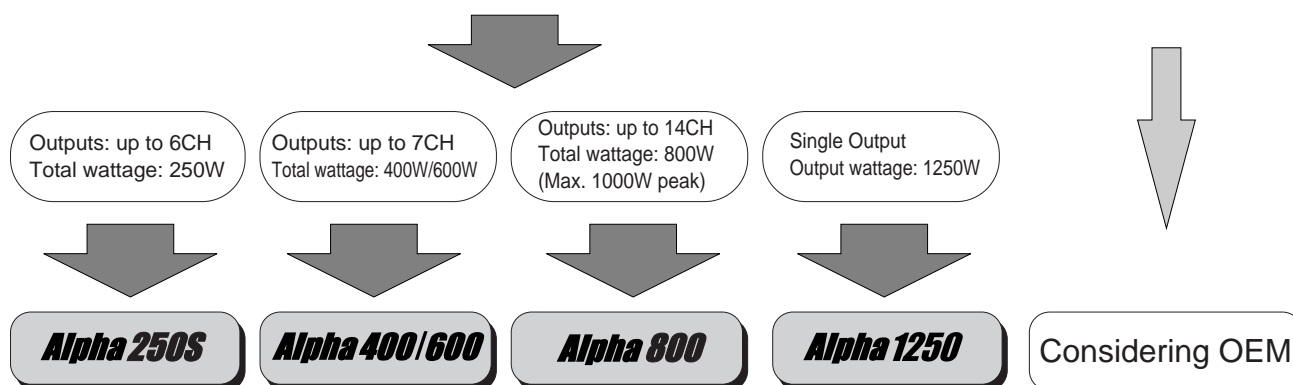 Outputs: up to 6CH
Total wattage: 250W
Outputs: up to 7CH
Total wattage: 400W/600W
Outputs: up to 14CH
Total wattage: 800W
(Max. 1000W peak)
Single Output
Output wattage: 1250W
Alpha 250S
Alpha 400/600
Alpha 800
Alpha 1250
Considering OEM